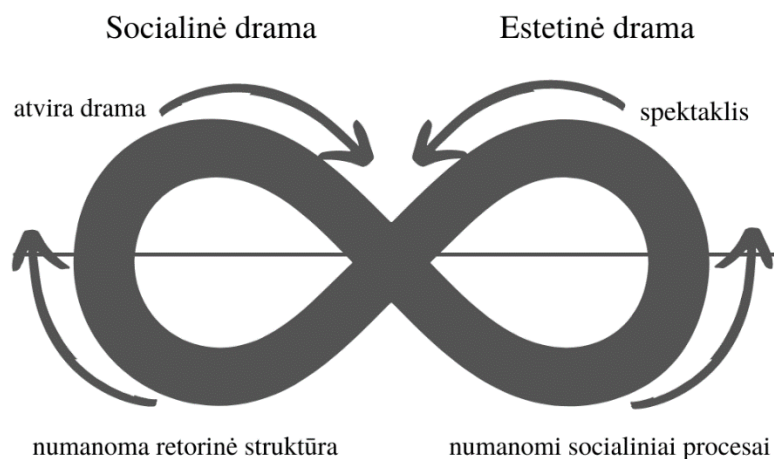 Socialinė drama
Estetinė drama
atvira drama
spektaklis
numanoma retorinė struktūra
numanomi socialiniai procesai